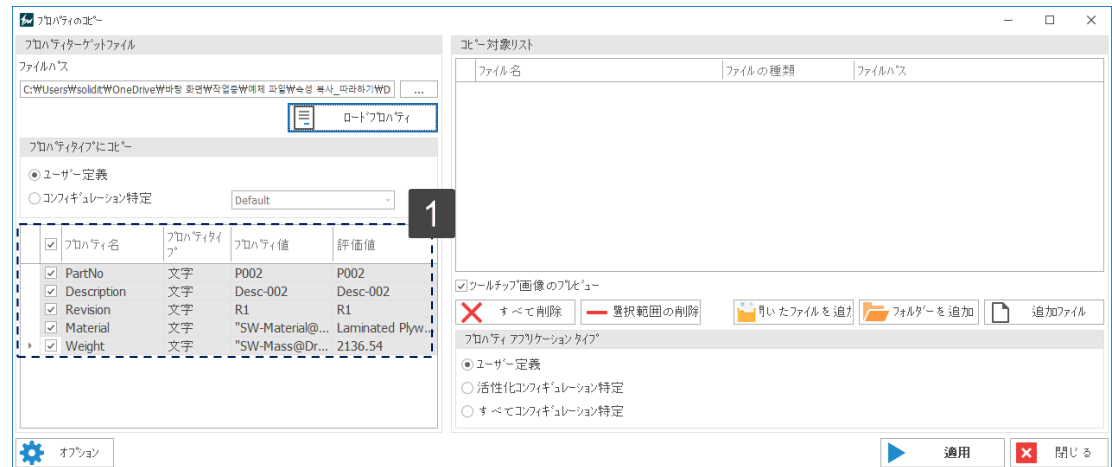 プロパティのコピー
プロパティターゲットファイル
ファイルパス
C:₩Users₩solidit₩OneDrive₩바탕 화면₩작업중₩예제 파일₩속성 복사_따라하기₩D
...
ロードプロパティ
プロパティタイプにコピー
ユーザー定義
コンフィギュレーション特定
Default
1
プロパティ名
プロパティタイプ
プロパティ値
評価値
PartNo 文字 P002 P002
Description 文字 Desc-002 Desc-002
Revision 文字 R1 R1
Material 文字 "SW-Material@... Laminated Plyw...
Weight 文字 "SW-Mass@Dr... 2136.54
オプション
コピー対象リスト
ファイル名 ファイルの種類 ファイルパス
ツールチップ画像のプレビュー
すべて削除
選択範囲の削除
いたファイルを追加
フォルダーを追加
追加ファイル
プロパティ アプリケーション タイプ
ユーザー定義
活性化コンフィギュレーション特定
すべてコンフィギュレーション特定
適用
閉じる